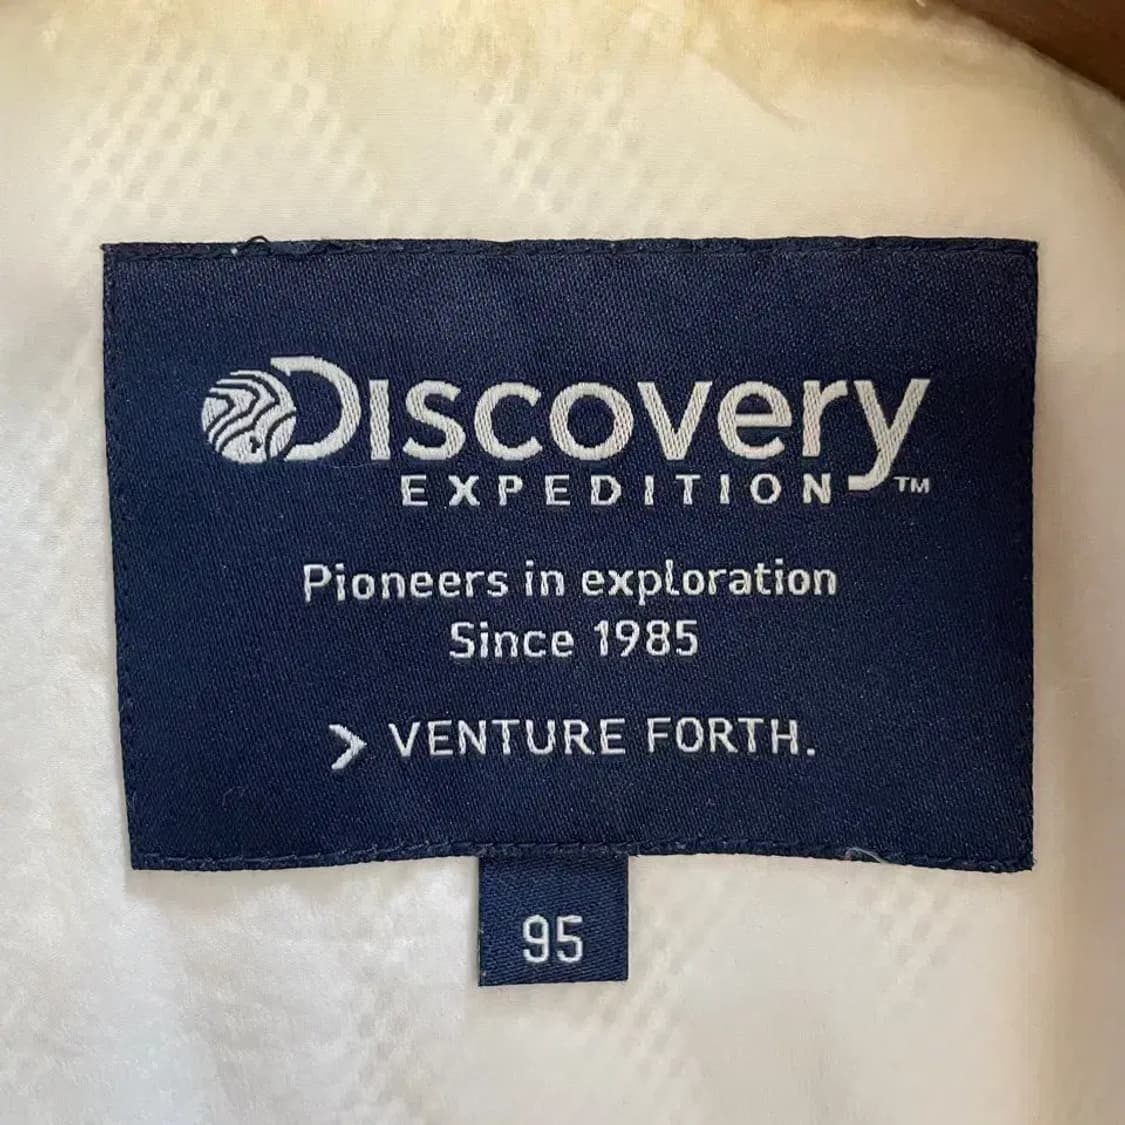 Discovery
EXPEDITION™
Pioneers in exploration
Since 1985
> VENTURE FORTH.
95